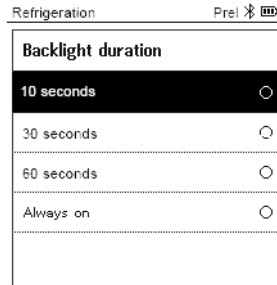 Refrigeration Prel
Backlight duration
10 seconds
30 seconds
60 seconds
Always on